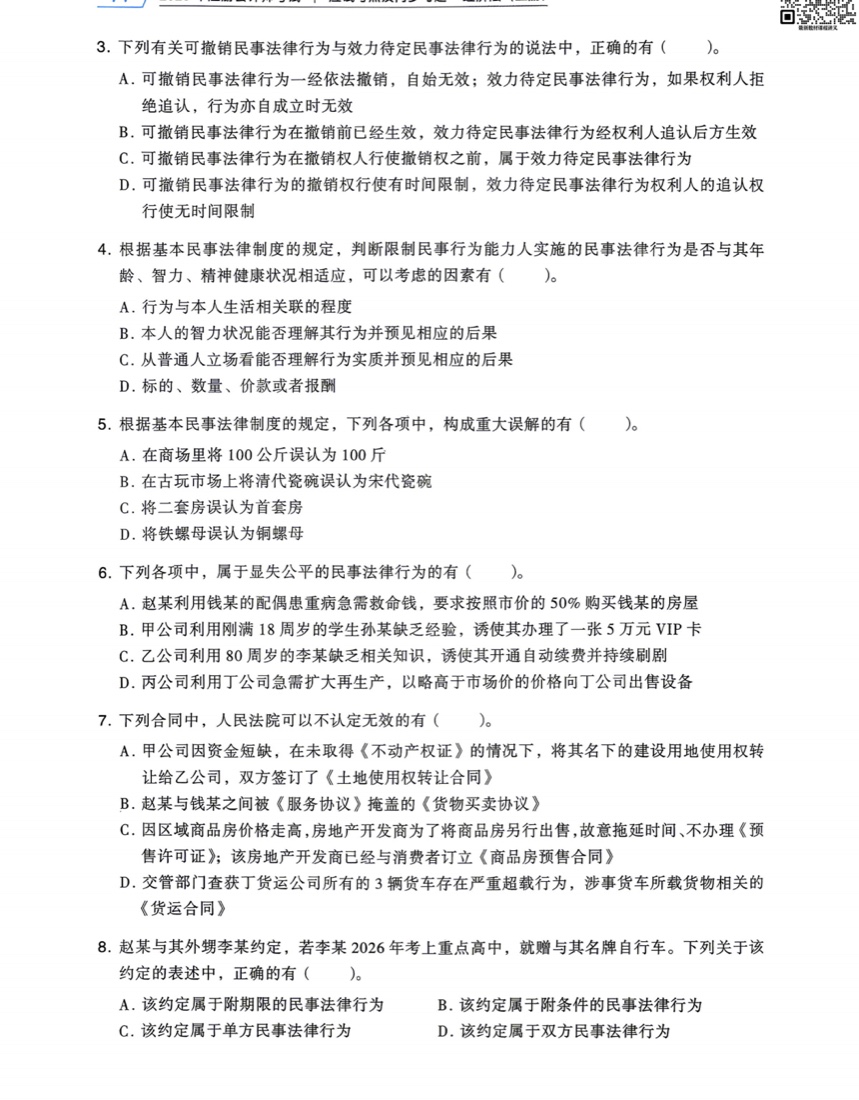 3. 下列有关可撤销民事法律行为与效力待定民事法律行为的说法中，正确的有（　　）。
A. 可撤销民事法律行为一经依法撤销，自始无效；效力待定民事法律行为，如果权利人拒
绝追认，行为亦自成立时无效
B. 可撤销民事法律行为在撤销前已经生效，效力待定民事法律行为经权利人追认后方生效
C. 可撤销民事法律行为在撤销权人行使撤销权之前，属于效力待定民事法律行为
D. 可撤销民事法律行为的撤销权行使有时间限制，效力待定民事法律行为权利人的追认权
行使无时间限制
4. 根据基本民事法律制度的规定，判断限制民事行为能力人实施的民事法律行为是否与其年
龄、智力、精神健康状况相适应，可以考虑的因素有（　　）。
A. 行为与本人生活相关联的程度
B. 本人的智力状况能否理解其行为并预见相应的后果
C. 从普通人立场看能否理解行为实质并预见相应的后果
D. 标的、数量、价款或者报酬
5. 根据基本民事法律制度的规定，下列各项中，构成重大误解的有（　　）。
A. 在商场里将 100 公斤误认为 100 斤
B. 在古玩市场上将清代瓷碗误认为宋代瓷碗
C. 将二套房误认为首套房
D. 将铁螺母误认为铜螺母
6. 下列各项中，属于显失公平的民事法律行为的有（　　）。
A. 赵某利用钱某的配偶患重病急需救命钱，要求按照市价的 50% 购买钱某的房屋
B. 甲公司利用刚满 18 周岁的学生孙某缺乏经验，诱使其办理了一张 5 万元 VIP 卡
C. 乙公司利用 80 周岁的李某缺乏相关知识，诱使其开通自动续费并持续刷剧
D. 丙公司利用丁公司急需扩大再生产，以略高于市场价的价格向丁公司出售设备
7. 下列合同中，人民法院可以不认定无效的有（　　）。
A. 甲公司因资金短缺，在未取得《不动产权证》的情况下，将其名下的建设用地使用权转
让给乙公司，双方签订了《土地使用权转让合同》
B. 赵某与钱某之间被《服务协议》掩盖的《货物买卖协议》
C. 因区域商品房价格走高，房地产开发商为了将商品房另行出售，故意拖延时间、不办理《预
售许可证》；该房地产开发商已经与消费者订立《商品房预售合同》
D. 交管部门查获丁货运公司所有的 3 辆货车存在严重超载行为，涉事货车所载货物相关的
《货运合同》
8. 赵某与其外甥李某约定，若李某 2026 年考上重点高中，就赠与其名牌自行车。下列关于该
约定的表述中，正确的有（　　）。
A. 该约定属于附期限的民事法律行为　　B. 该约定属于附条件的民事法律行为
C. 该约定属于单方民事法律行为　　D. 该约定属于双方民事法律行为